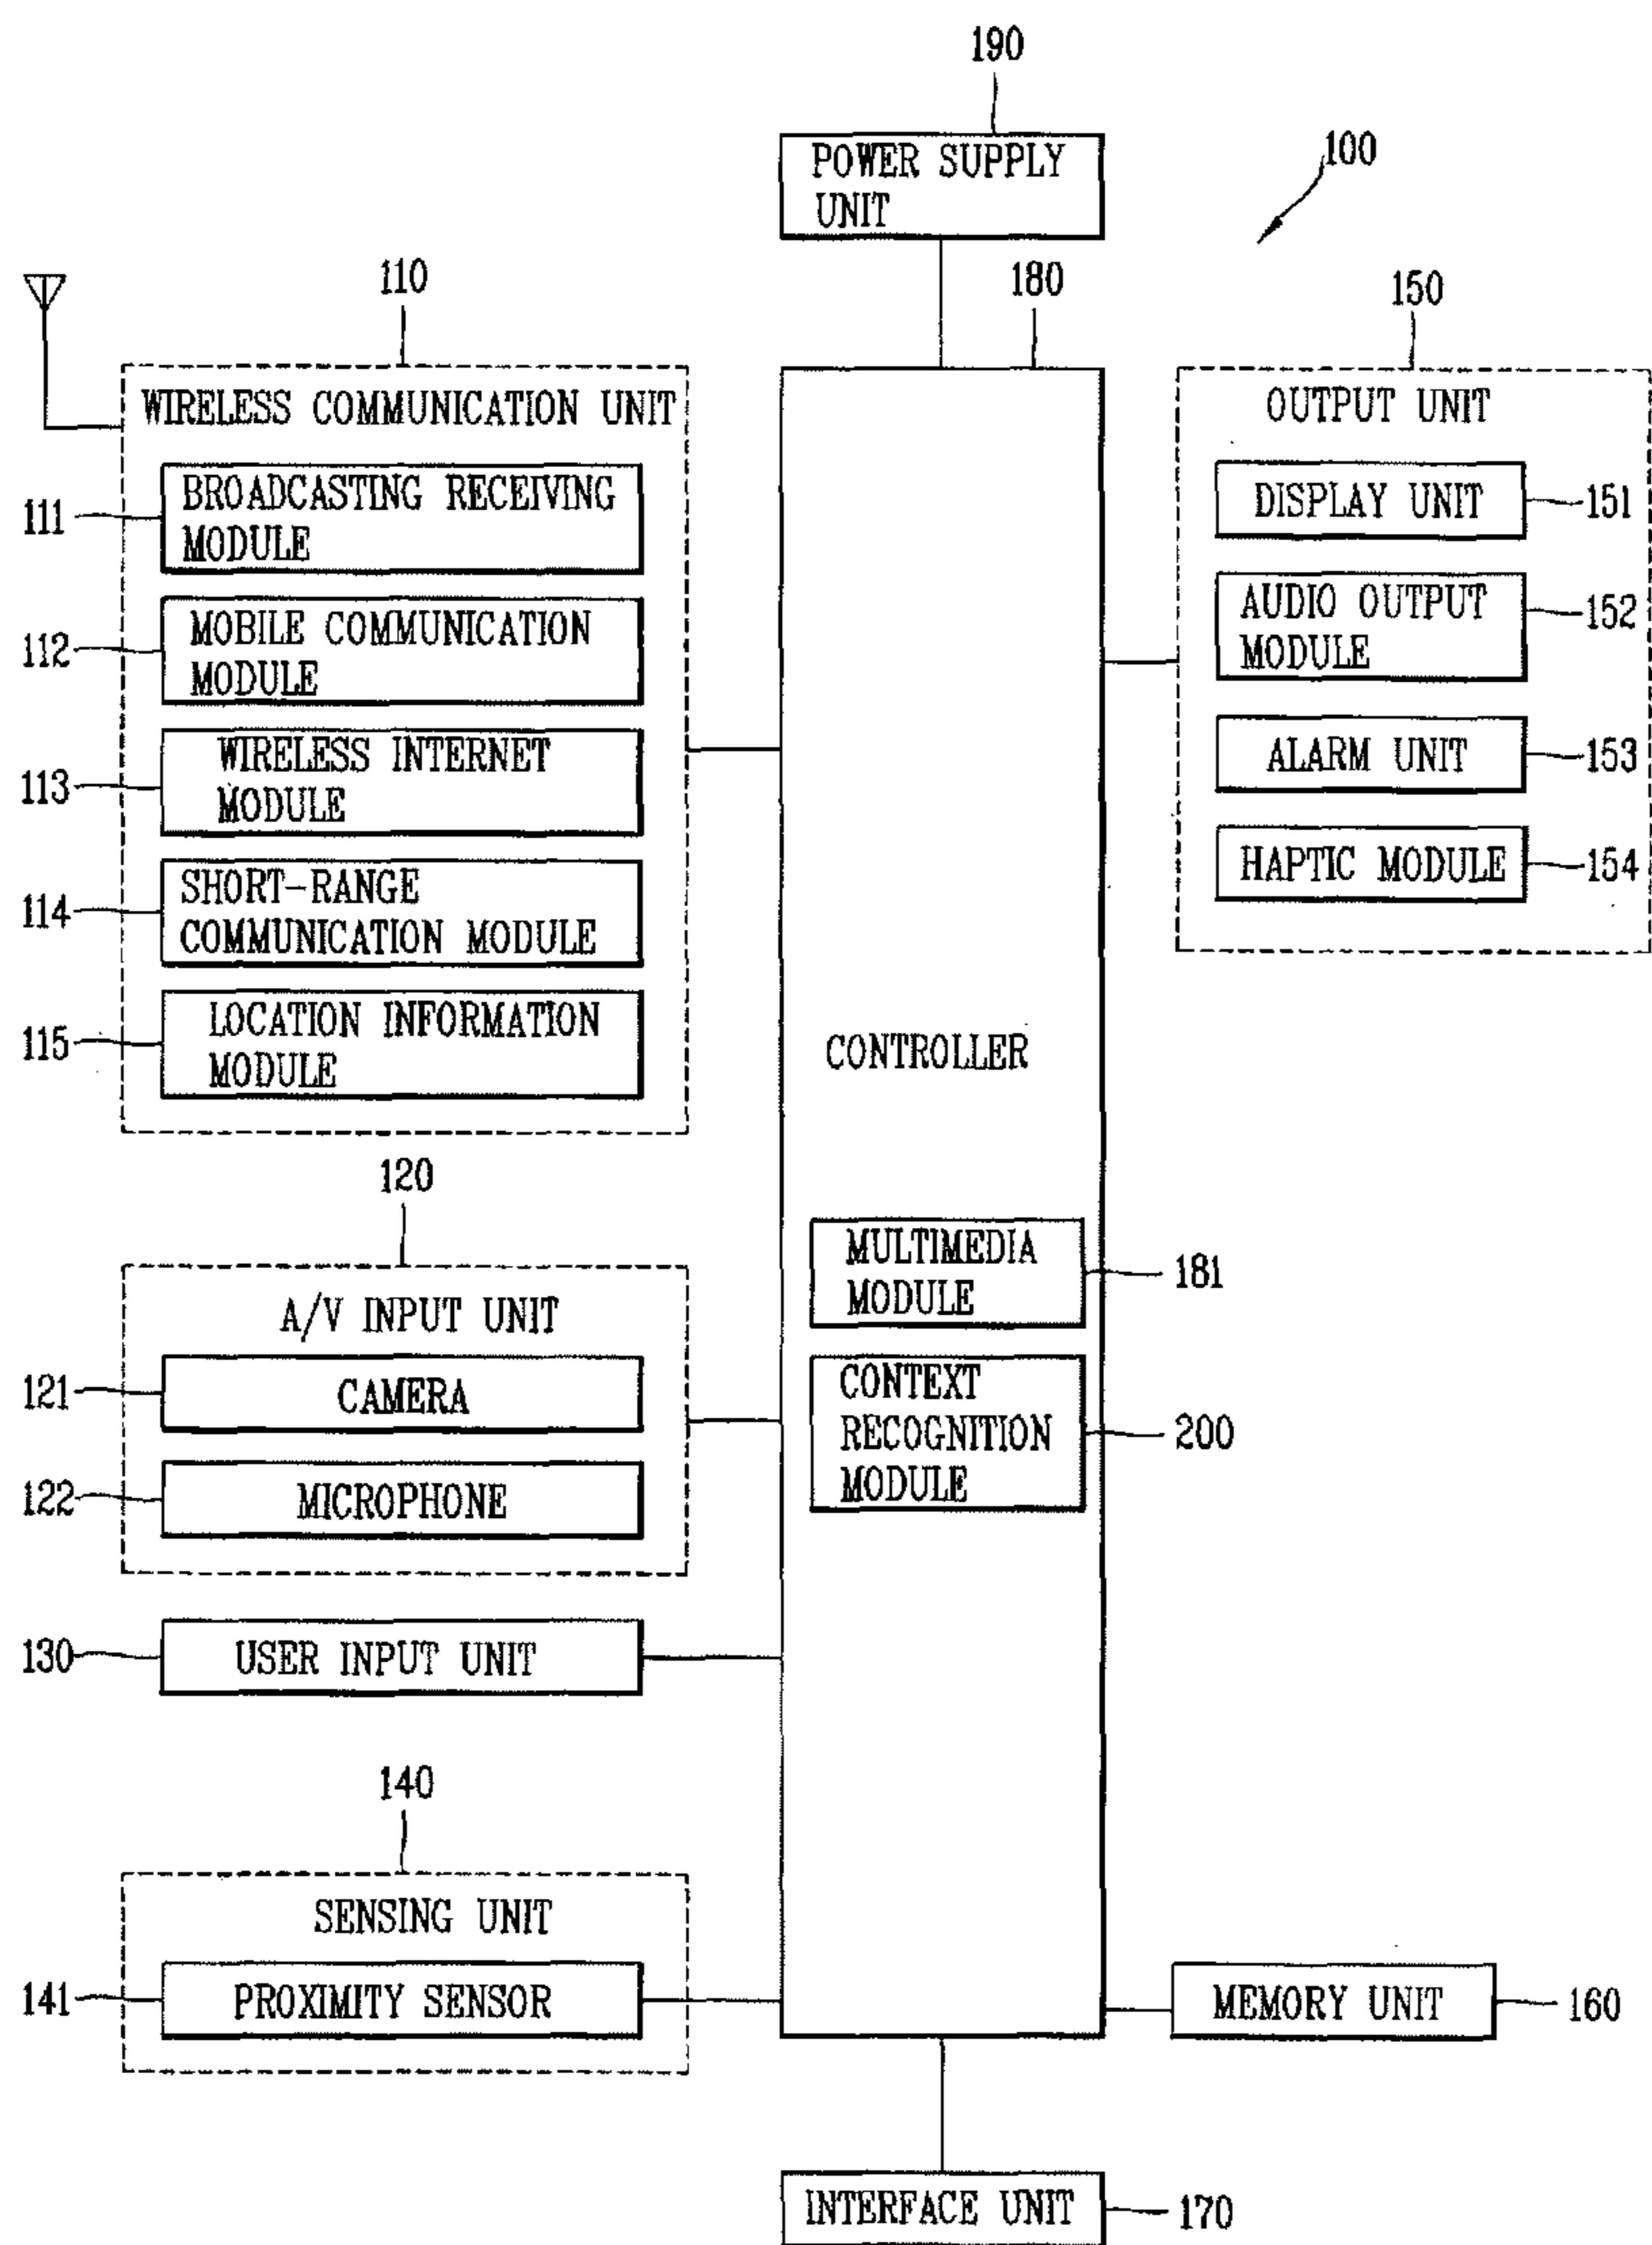 190
POWER SUPPLY
UNIT
100
110
180
150
WIRELESS COMMUNICATION UNIT
111
BROADCASTING RECEIVING
MODULE
112
MOBILE COMMUNICATION
MODULE
113
WIRELESS INTERNET
MODULE
114
SHORT-RANGE
COMMUNICATION MODULE
115
LOCATION INFORMATION
MODULE
OUTPUT UNIT
DISPLAY UNIT
151
AUDIO OUTPUT
MODULE
152
ALARM UNIT
153
HAPTIC MODULE
154
CONTROLLER
MULTIMEDIA
MODULE
181
CONTEXT
RECOGNITION
MODULE
200
120
A/V INPUT UNIT
121
CAMERA
122
MICROPHONE
130
USER INPUT UNIT
140
SENSING UNIT
141
PROXIMITY SENSOR
MEMORY UNIT
160
INTERFACE UNIT
170